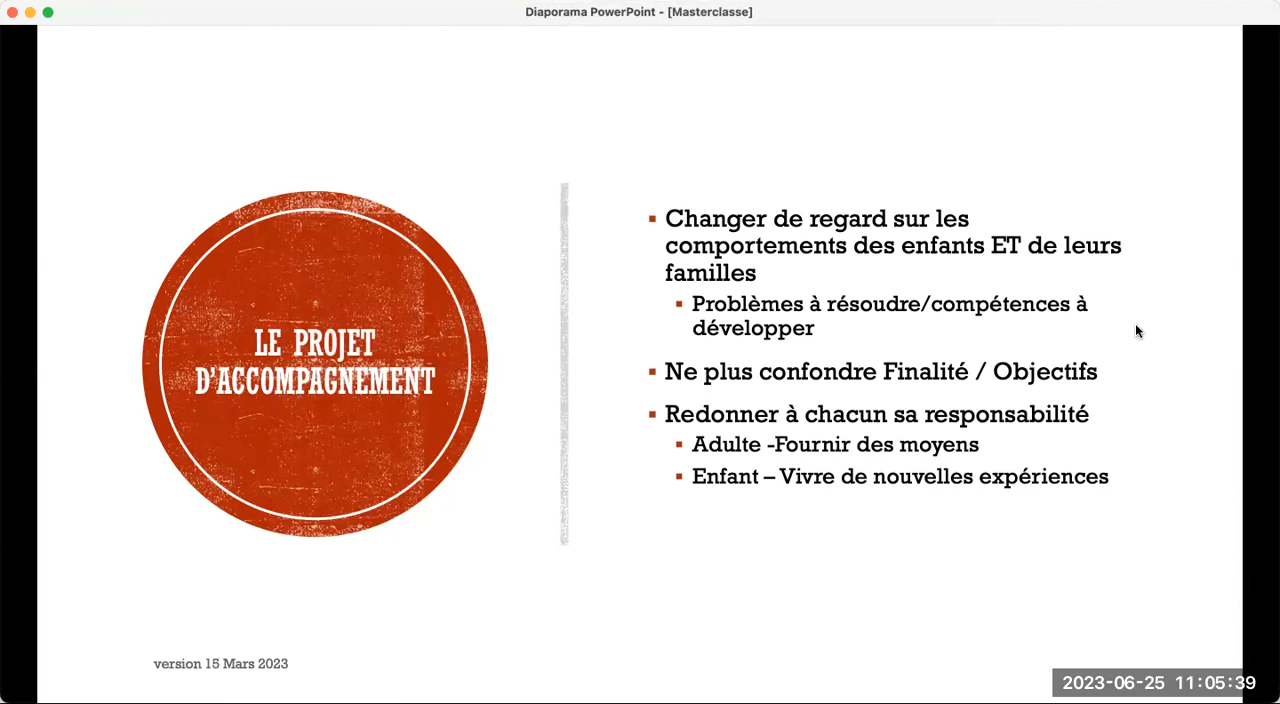 Diaporama PowerPoint - [Masterclasse]
LE PROJET
D'ACCOMPAGNEMENT
▪ Changer de regard sur les
comportements des enfants ET de leurs
familles
▪ Problèmes à résoudre/compétences à
développer
▪ Ne plus confondre Finalité / Objectifs
▪ Redonner à chacun sa responsabilité
▪ Adulte -Fournir des moyens
▪ Enfant – Vivre de nouvelles expériences
version 15 Mars 2023
2023-06-25 11:05:39